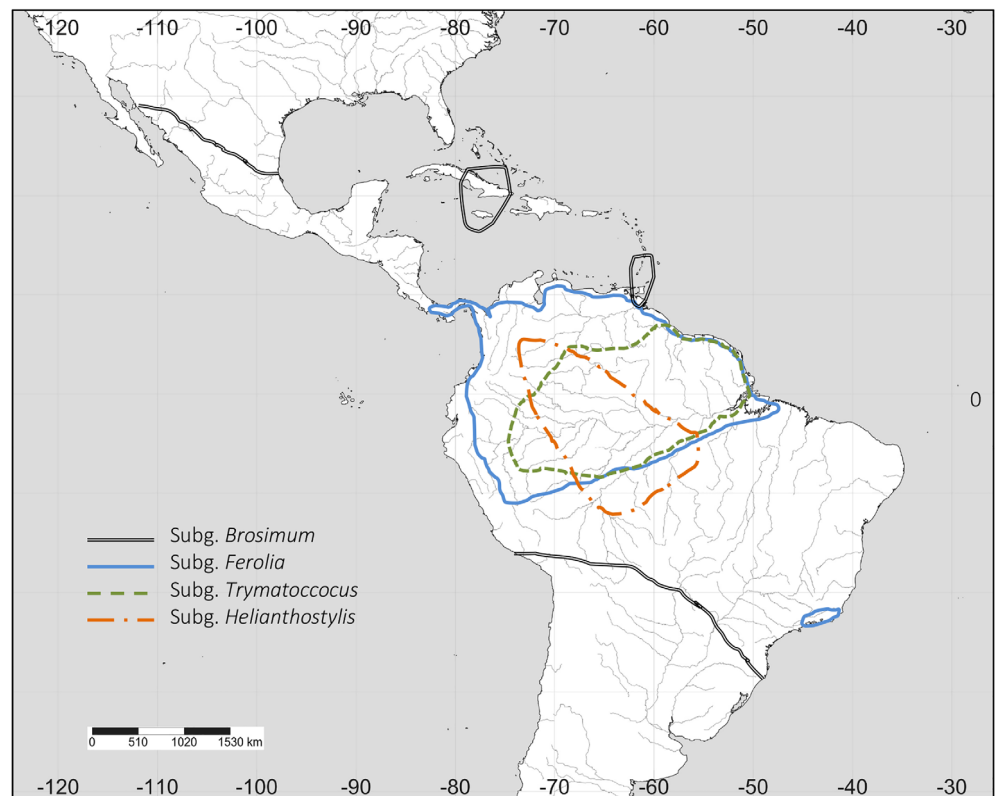 -120 -110 -100 -90 -80 -70 -60 -50 -40 -30
0
Subg. Brosimum
Subg. Ferolia
Subg. Trymatoccocus
Subg. Helianthostylis
0 510 1020 1530 km
-120 -110 -100 -90 -80 -70 -60 -50 -40 -30